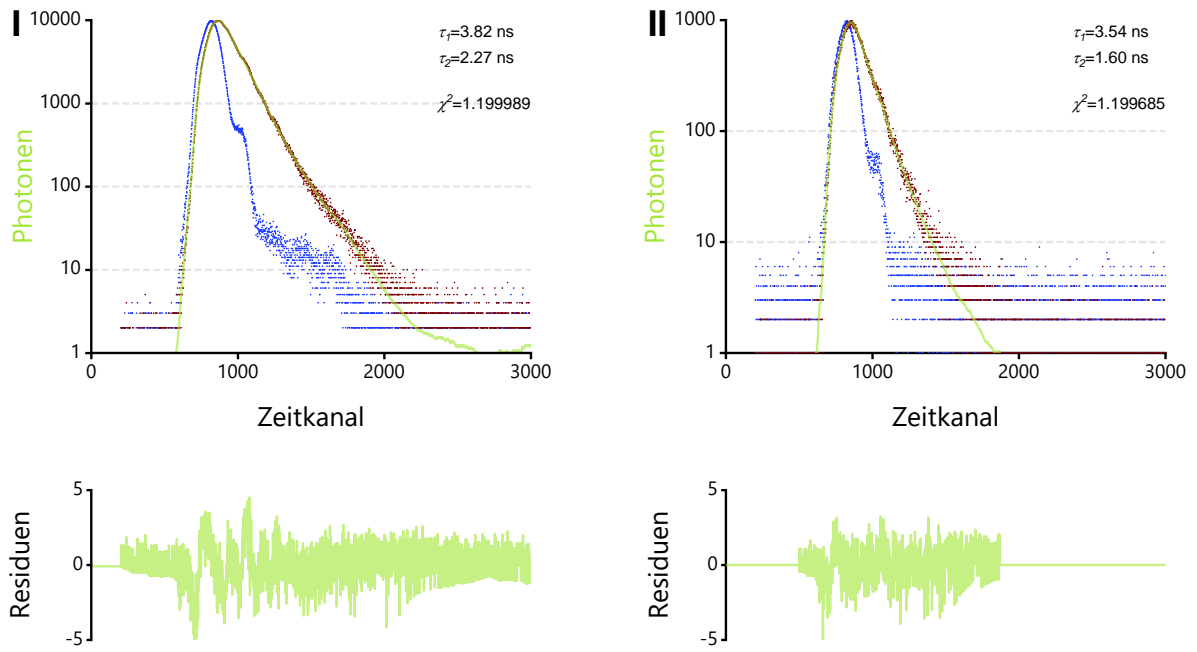 I
10000
1000
100
10
1
Photonen
τ1=3.82 ns
τ2=2.27 ns
χ2=1.199989
0
1000
2000
3000
Zeitkanal
5
0
-5
Residuen
II
1000
100
10
1
Photonen
τ1=3.54 ns
τ2=1.60 ns
χ2=1.199685
0
1000
2000
3000
Zeitkanal
5
0
-5
Residuen